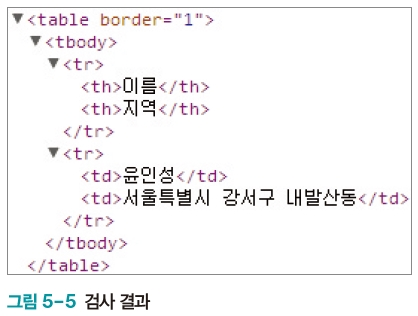 ▼<table border="1">
▼<tbody>
▼<tr>
<th>이름</th>
<th>지역</th>
</tr>
▼<tr>
<td>윤인성</td>
<td>서울특별시 강서구 내발산동</td>
</tr>
</tbody>
</table>
그림 5-5 검사 결과